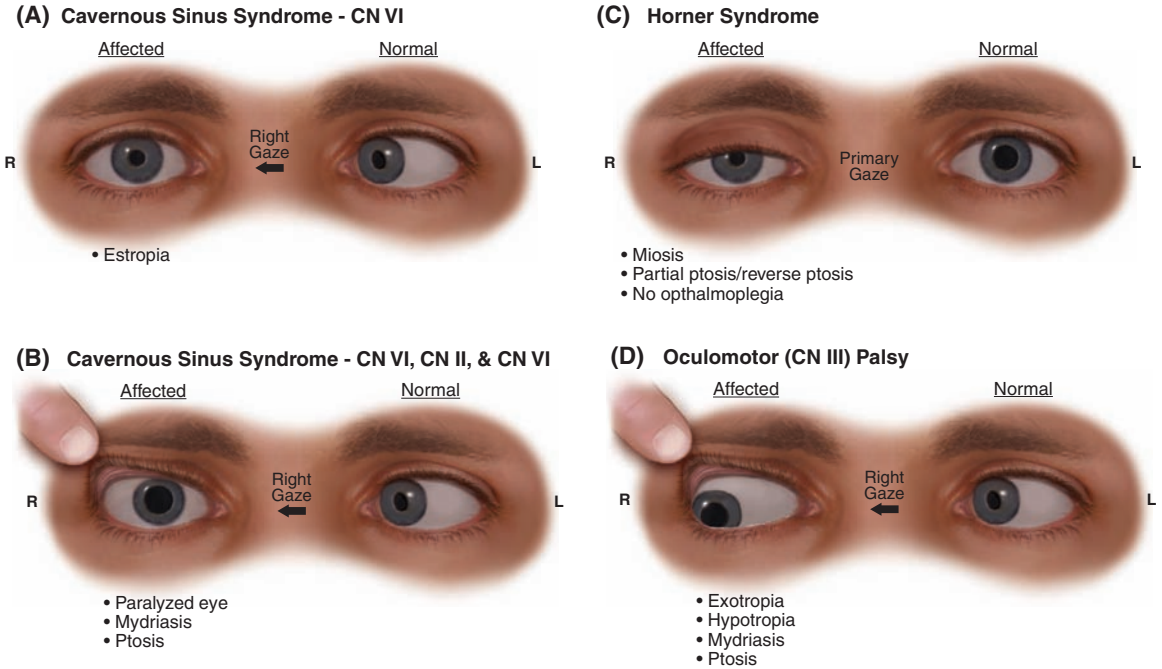 (A) Cavernous Sinus Syndrome - CN VI
Affected
Normal
R
Right
Gaze
L
• Estropia
(C) Horner Syndrome
Affected
Normal
R
Primary
Gaze
L
• Miosis
• Partial ptosis/reverse ptosis
• No opthalmoplegia
(B) Cavernous Sinus Syndrome - CN VI, CN II, & CN VI
Affected
Normal
R
Right
Gaze
L
• Paralyzed eye
• Mydriasis
• Ptosis
(D) Oculomotor (CN III) Palsy
Affected
Normal
R
Right
Gaze
L
• Exotropia
• Hypotropia
• Mydriasis
• Ptosis